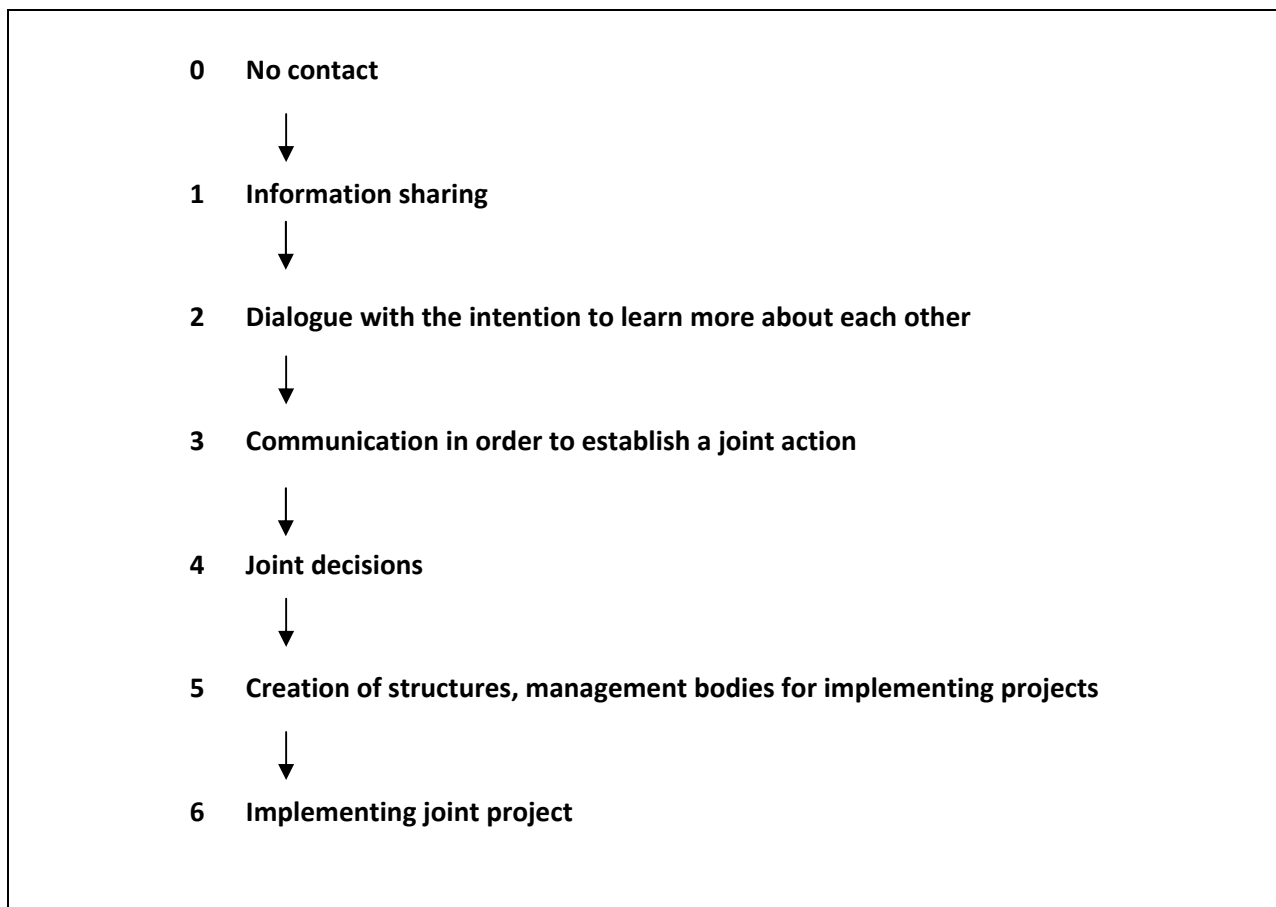 0 No contact
1 Information sharing
2 Dialogue with the intention to learn more about each other
3 Communication in order to establish a joint action
4 Joint decisions
5 Creation of structures, management bodies for implementing projects
6 Implementing joint project